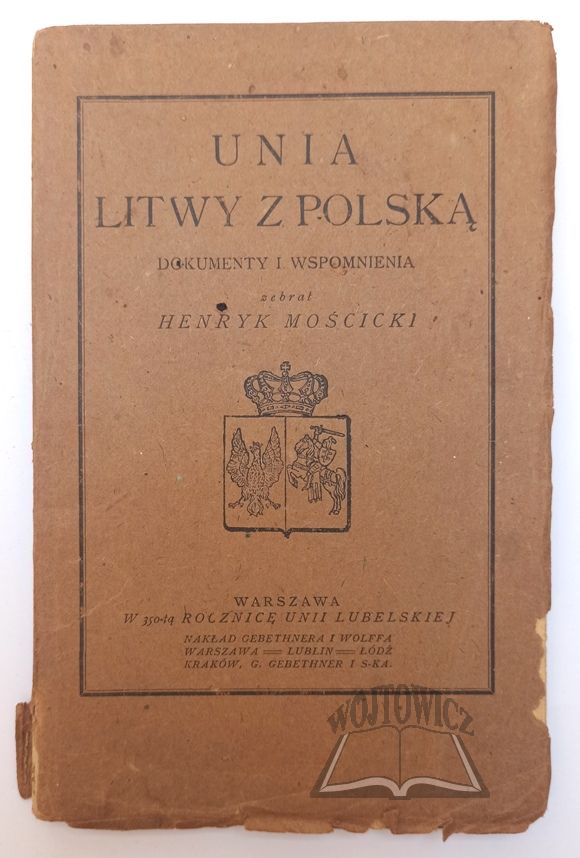 UNIA
LITWY Z POLSKĄ
DOKUMENTY I WSPOMNIENIA
zebrał
HENRYK MOŚCICKI
WARSZAWA
W 350-tą ROCZNICĘ UNII LUBELSKIEJ
NAKŁAD GEBETHNERA I WOLFFA
WARSZAWA — LUBLIN — ŁÓDŹ
KRAKÓW, G. GEBETHNER I S-KA.
WÓJTOWICZ